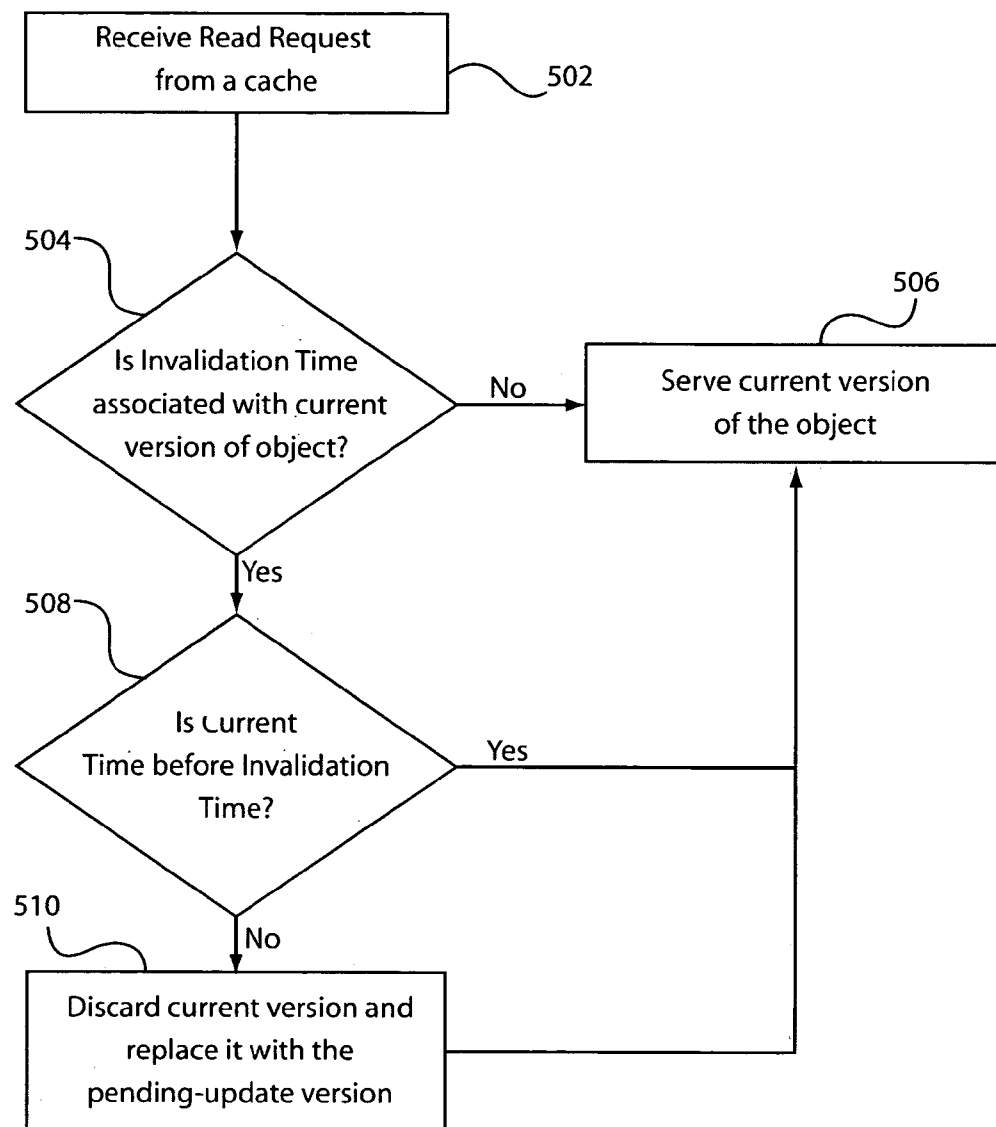 Receive Read Request
from a cache
502
504
Is Invalidation Time
associated with current
version of object?
No
506
Serve current version
of the object
Yes
508
Is Current
Time before Invalidation
Time?
Yes
510
No
Discard current version and
replace it with the
pending-update version